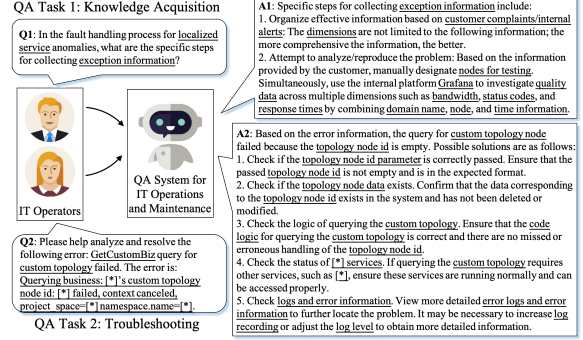 QA Task 1: Knowledge Acquisition
Q1: In the fault handling process for localized
service anomalies, what are the specific steps
for collecting exception information?
A1: Specific steps for collecting exception information include:
1. Organize effective information based on customer complaints/internal
alerts: The dimensions are not limited to the following information; the
more comprehensive the information, the better.
2. Attempt to analyze/reproduce the problem: Based on the information
provided by the customer, manually designate nodes for testing.
Simultaneously, use the internal platform Grafana to investigate quality
data across multiple dimensions such as bandwidth, status codes, and
response times by combining domain name, node, and time information.
IT Operators
QA System for
IT Operations
and Maintenance
A2: Based on the error information, the query for custom topology node
failed because the topology node id is empty. Possible solutions are as follows:
1. Check if the topology node id parameter is correctly passed. Ensure that the
passed topology node id is not empty and is in the expected format.
2. Check if the topology node data exists. Confirm that the data corresponding
to the topology node id exists in the system and has not been deleted or
modified.
3. Check the logic of querying the custom topology. Ensure that the code
logic for querying the custom topology is correct and there are no missed or
erroneous handling of the topology node id.
4. Check the status of [*] services. If querying the custom topology requires
other services, such as [*], ensure these services are running normally and can
be accessed properly.
5. Check logs and error information. View more detailed error logs and error
information to further locate the problem. It may be necessary to increase log
recording or adjust the log level to obtain more detailed information.
Q2: Please help analyze and resolve the
following error: GetCustomBiz query for
custom topology failed. The error is:
Querying business: [*]'s custom topology
node id: [*] failed, context canceled,
project_space=[*] namespace.name=[*].
QA Task 2: Troubleshooting